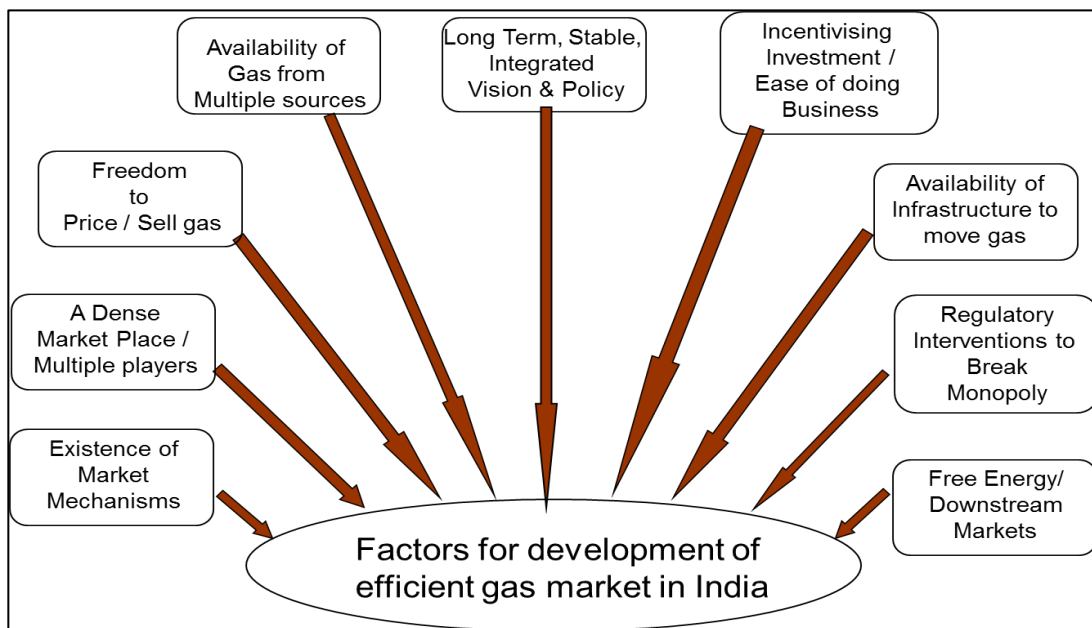 Availability of
Gas from
Multiple sources
Long Term, Stable,
Integrated
Vision & Policy
Incentivising
Investment /
Ease of doing
Business
Freedom
to
Price / Sell gas
Availability of
Infrastructure to
move gas
A Dense
Market Place /
Multiple players
Regulatory
Interventions to
Break
Monopoly
Existence of
Market
Mechanisms
Free Energy/
Downstream
Markets
Factors for development of
efficient gas market in India